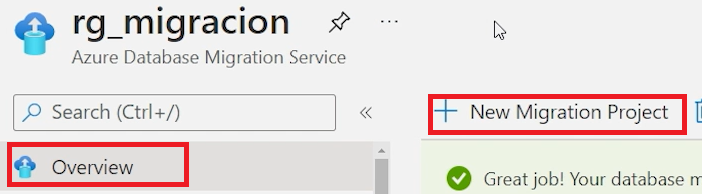 rg_migracion
Azure Database Migration Service
Search (Ctrl+/)
New Migration Project
Overview
Great job! Your database m